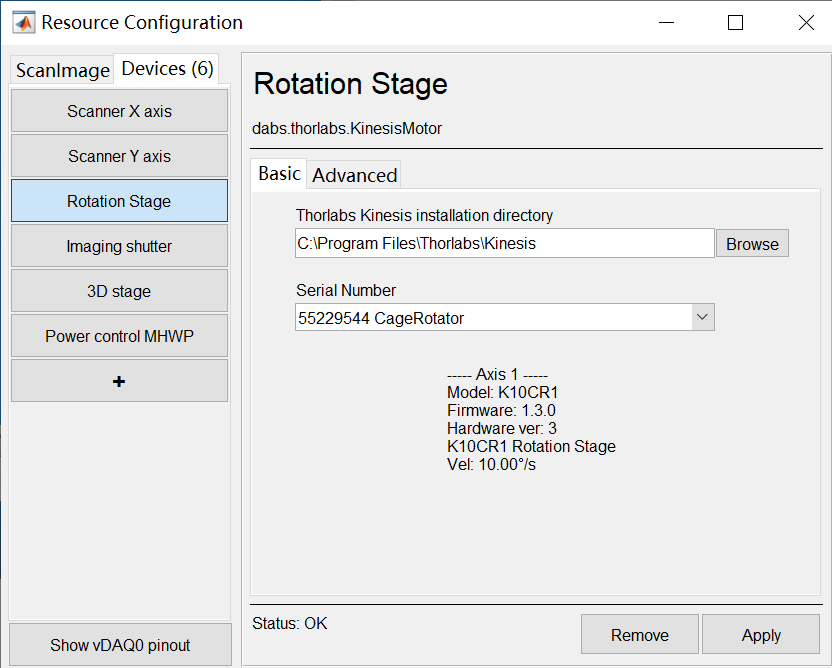 Resource Configuration
ScanImage
Devices (6)
Scanner X axis
Scanner Y axis
Rotation Stage
Imaging shutter
3D stage
Power control MHWP
+
Show vDAQ0 pinout
Rotation Stage
dabs.thorlabs.KinesisMotor
Basic
Advanced
Thorlabs Kinesis installation directory
C:\Program Files\Thorlabs\Kinesis
Browse
Serial Number
55229544 CageRotator
----- Axis 1 -----
Model: K10CR1
Firmware: 1.3.0
Hardware ver: 3
K10CR1 Rotation Stage
Vel: 10.00°/s
Status: OK
Remove
Apply